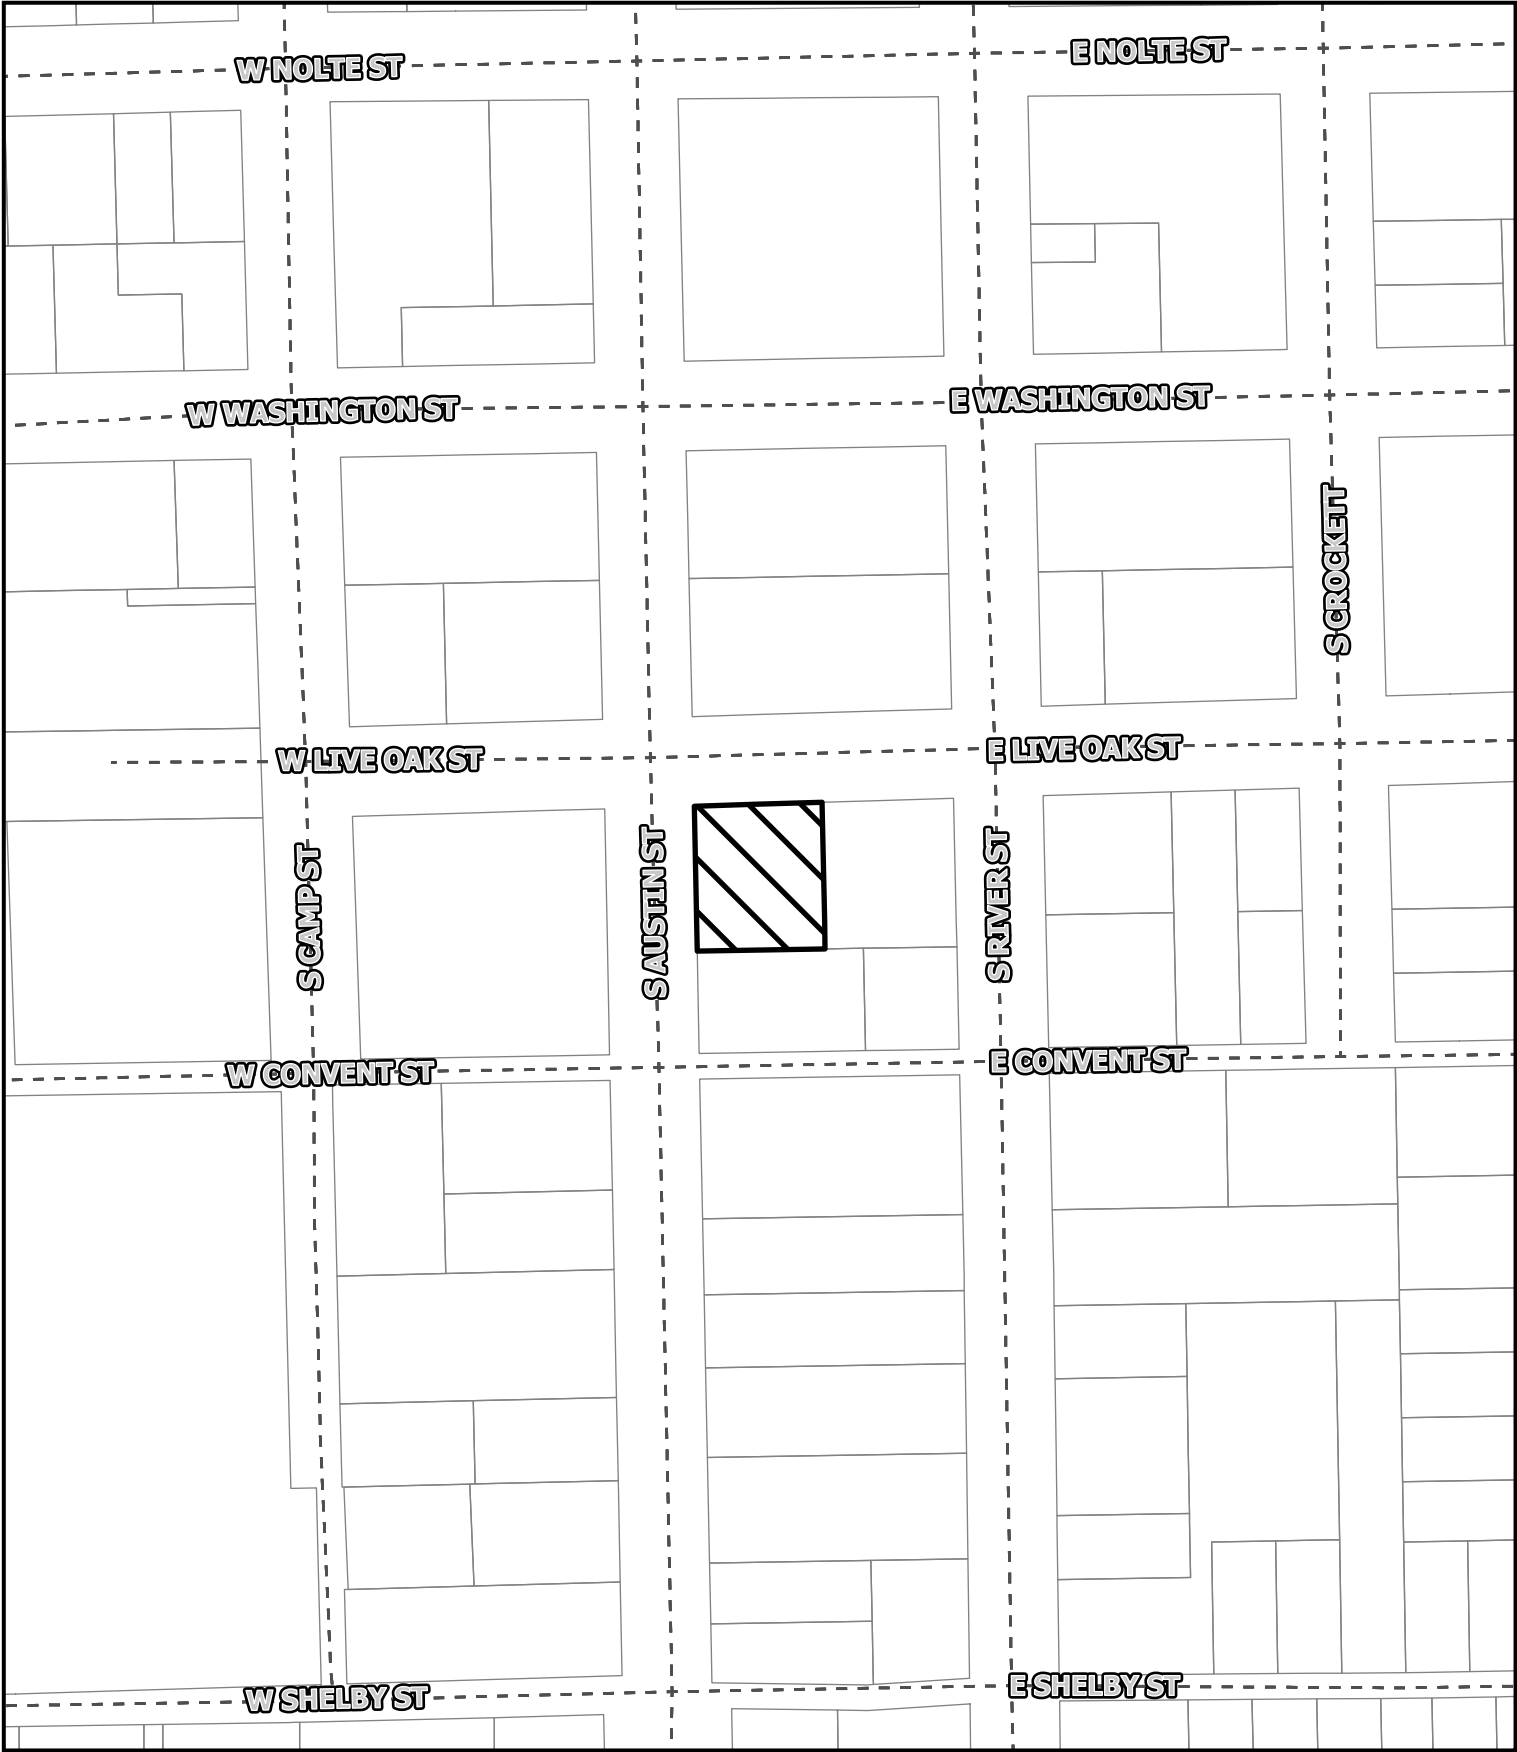 W NOLTE ST
E NOLTE ST
W WASHINGTON ST
E WASHINGTON ST
S CROCKETT
W LIVE OAK ST
E LIVE OAK ST
S CAMP ST
S AUSTIN ST
S RIVER ST
W CONVENT ST
E CONVENT ST
W SHELBY ST
E SHELBY ST